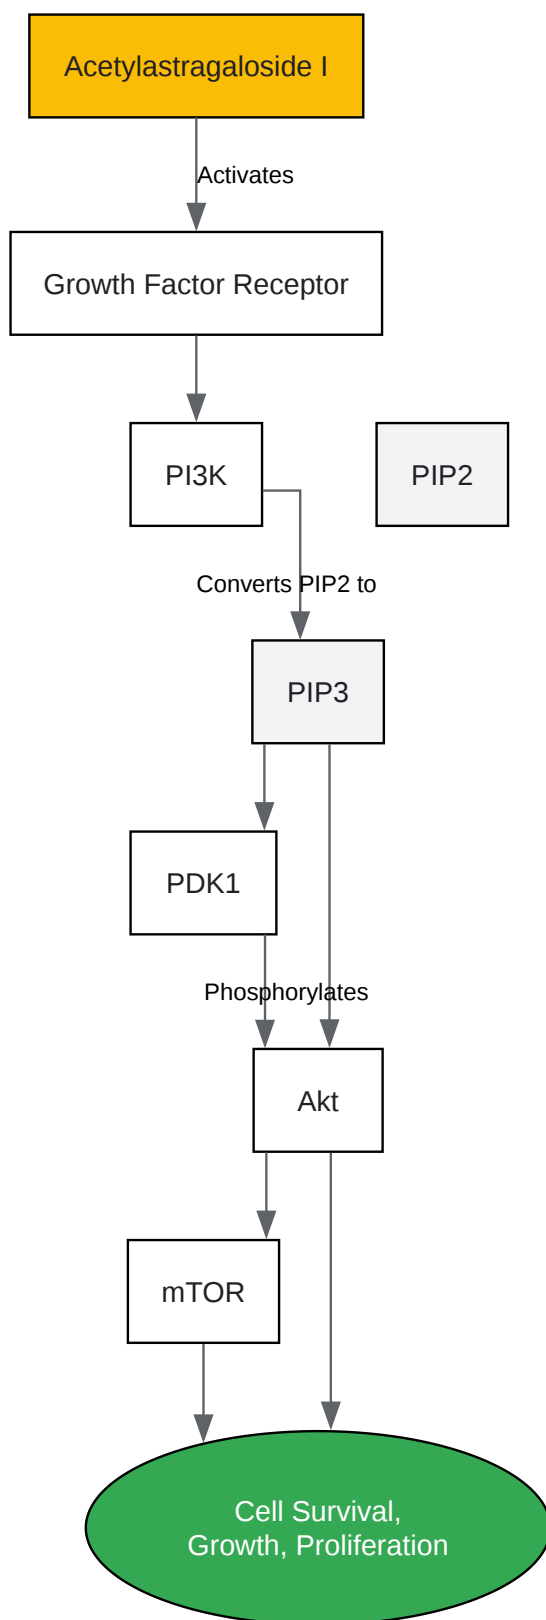 Acetylastragaloside I
Activates
Growth Factor Receptor
PI3K
PIP2
Converts PIP2 to
PIP3
PDK1
Phosphorylates
Akt
mTOR
Cell Survival,
Growth, Proliferation